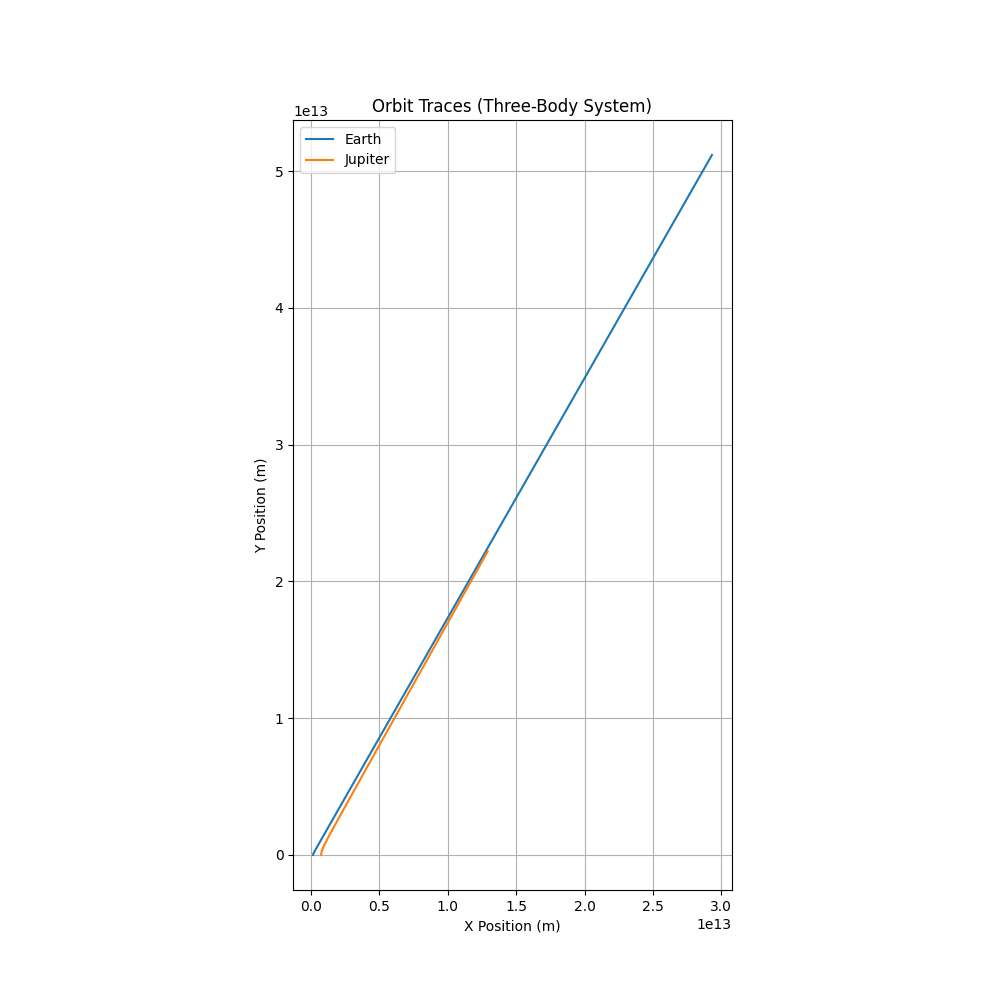 Orbit Traces (Three-Body System)
1e13
Earth
Jupiter
5
4
3
2
1
0
Y Position (m)
0.0 0.5 1.0 1.5 2.0 2.5 3.0
X Position (m)
1e13